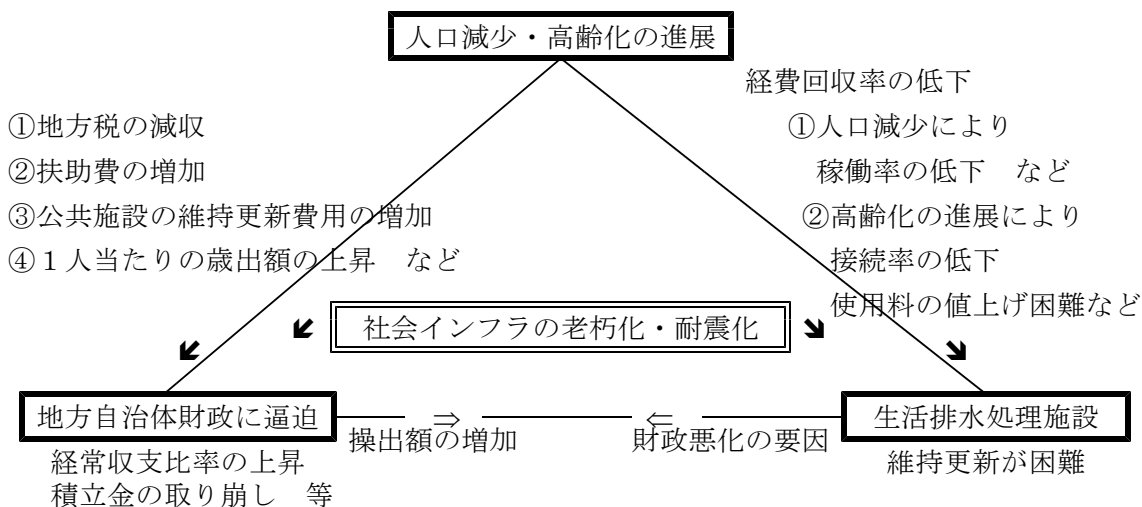 人口減少・高齢化の進展
経費回収率の低下
①人口減少により
稼働率の低下　など
②高齢化の進展により
接続率の低下
使用料の値上げ困難など
①地方税の減収
②扶助費の増加
③公共施設の維持更新費用の増加
④１人当たりの歳出額の上昇　など
社会インフラの老朽化・耐震化
地方自治体財政に逼迫
経常収支比率の上昇
積立金の取り崩し　等
⇒
操出額の増加
⇐
財政悪化の要因
生活排水処理施設
維持更新が困難